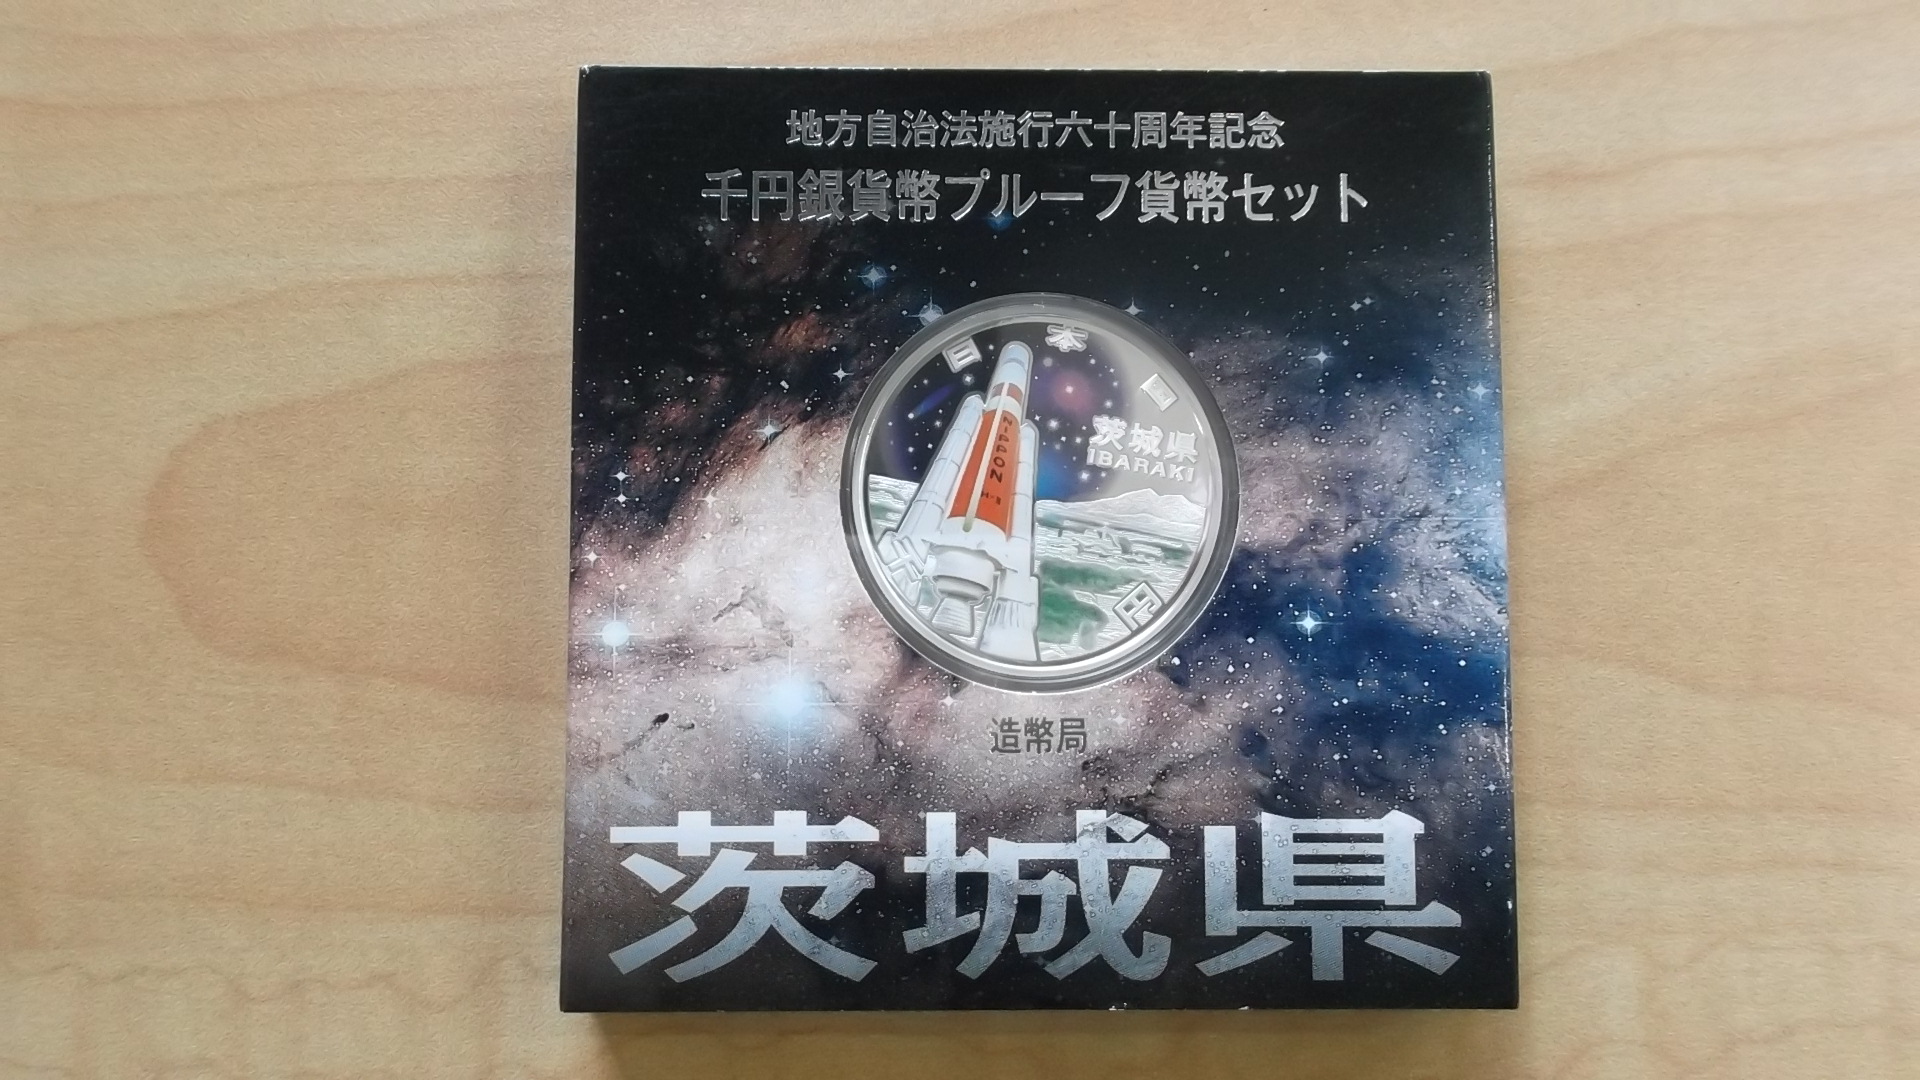 地方自治法施行六十周年記念
千円銀貨幣プルーフ貨幣セット
日本国
茨城県
IBARAKI
NIPPON
円
造幣局
茨城県